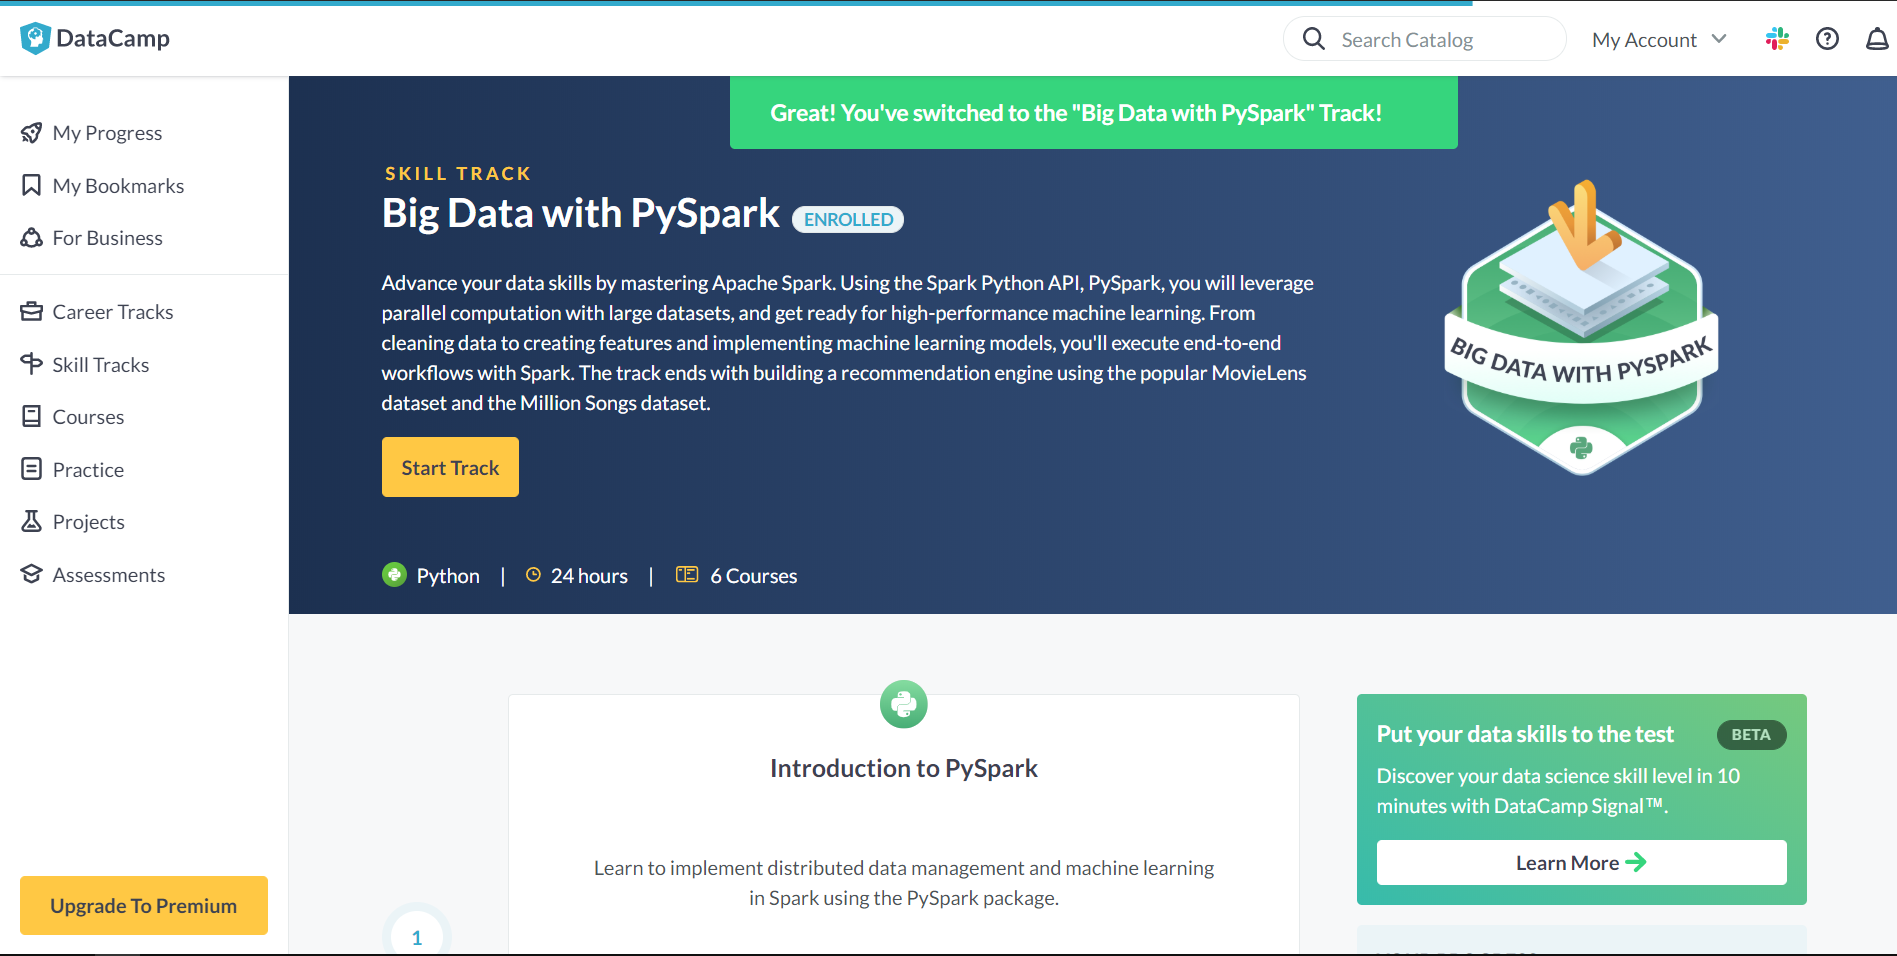 DataCamp
Search Catalog
My Account
My Progress
My Bookmarks
For Business
Career Tracks
Skill Tracks
Courses
Practice
Projects
Assessments
Upgrade To Premium
Great! You've switched to the "Big Data with PySpark" Track!
SKILL TRACK
Big Data with PySpark ENROLLED
Advance your data skills by mastering Apache Spark. Using the Spark Python API, PySpark, you will leverage
parallel computation with large datasets, and get ready for high-performance machine learning. From
cleaning data to creating features and implementing machine learning models, you'll execute end-to-end
workflows with Spark. The track ends with building a recommendation engine using the popular MovieLens
dataset and the Million Songs dataset.
Start Track
Python | 24 hours | 6 Courses
BIG DATA WITH PYSPARK
Introduction to PySpark
Learn to implement distributed data management and machine learning
in Spark using the PySpark package.
1
Put your data skills to the test BETA
Discover your data science skill level in 10
minutes with DataCamp Signal™.
Learn More